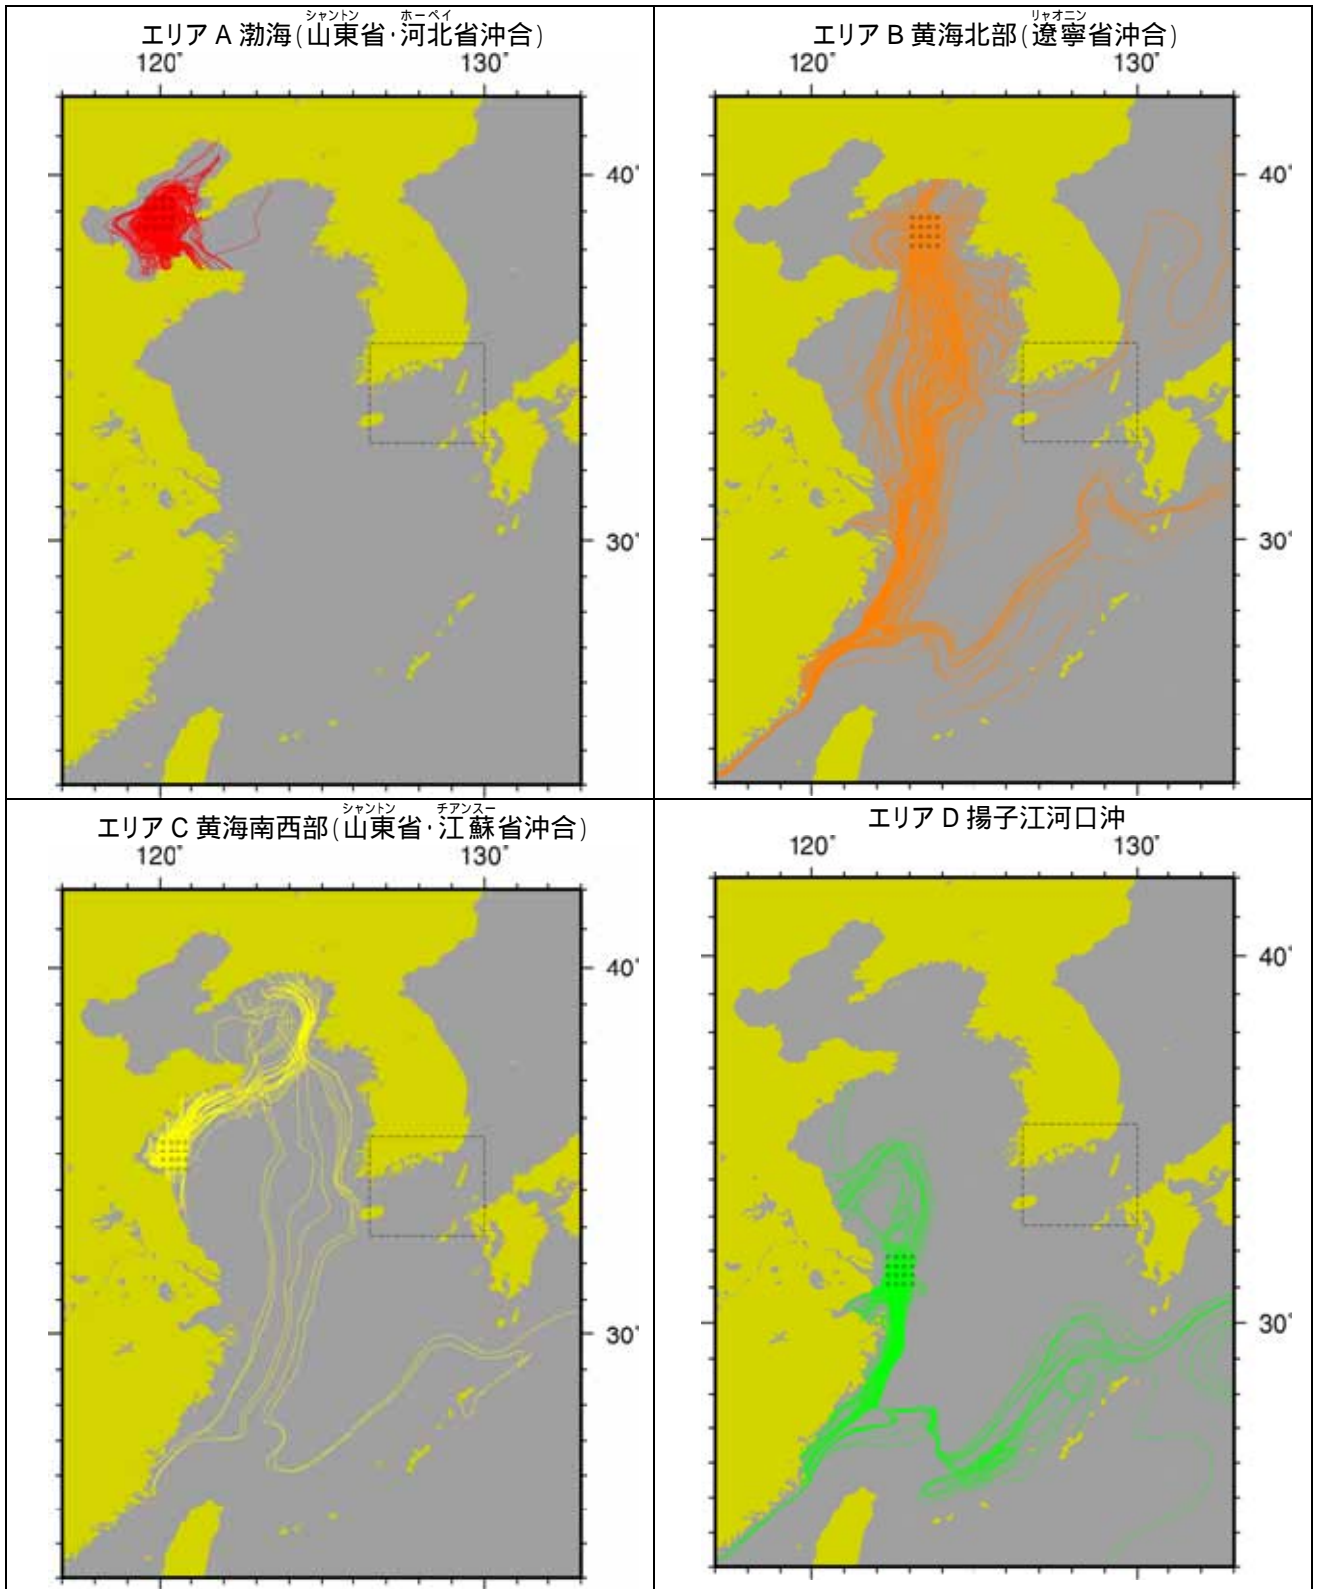 エリア A 渤海(山東省・河北省沖合)
シャントン ホーペイ
120° 130°
40°
30°
エリア B 黄海北部(遼寧省沖合)
リャオニン
120° 130°
40°
30°
エリア C 黄海南西部(山東省・江蘇省沖合)
シャントン チアンスー
120° 130°
40°
30°
エリア D 揚子江河口沖
120° 130°
40°
30°